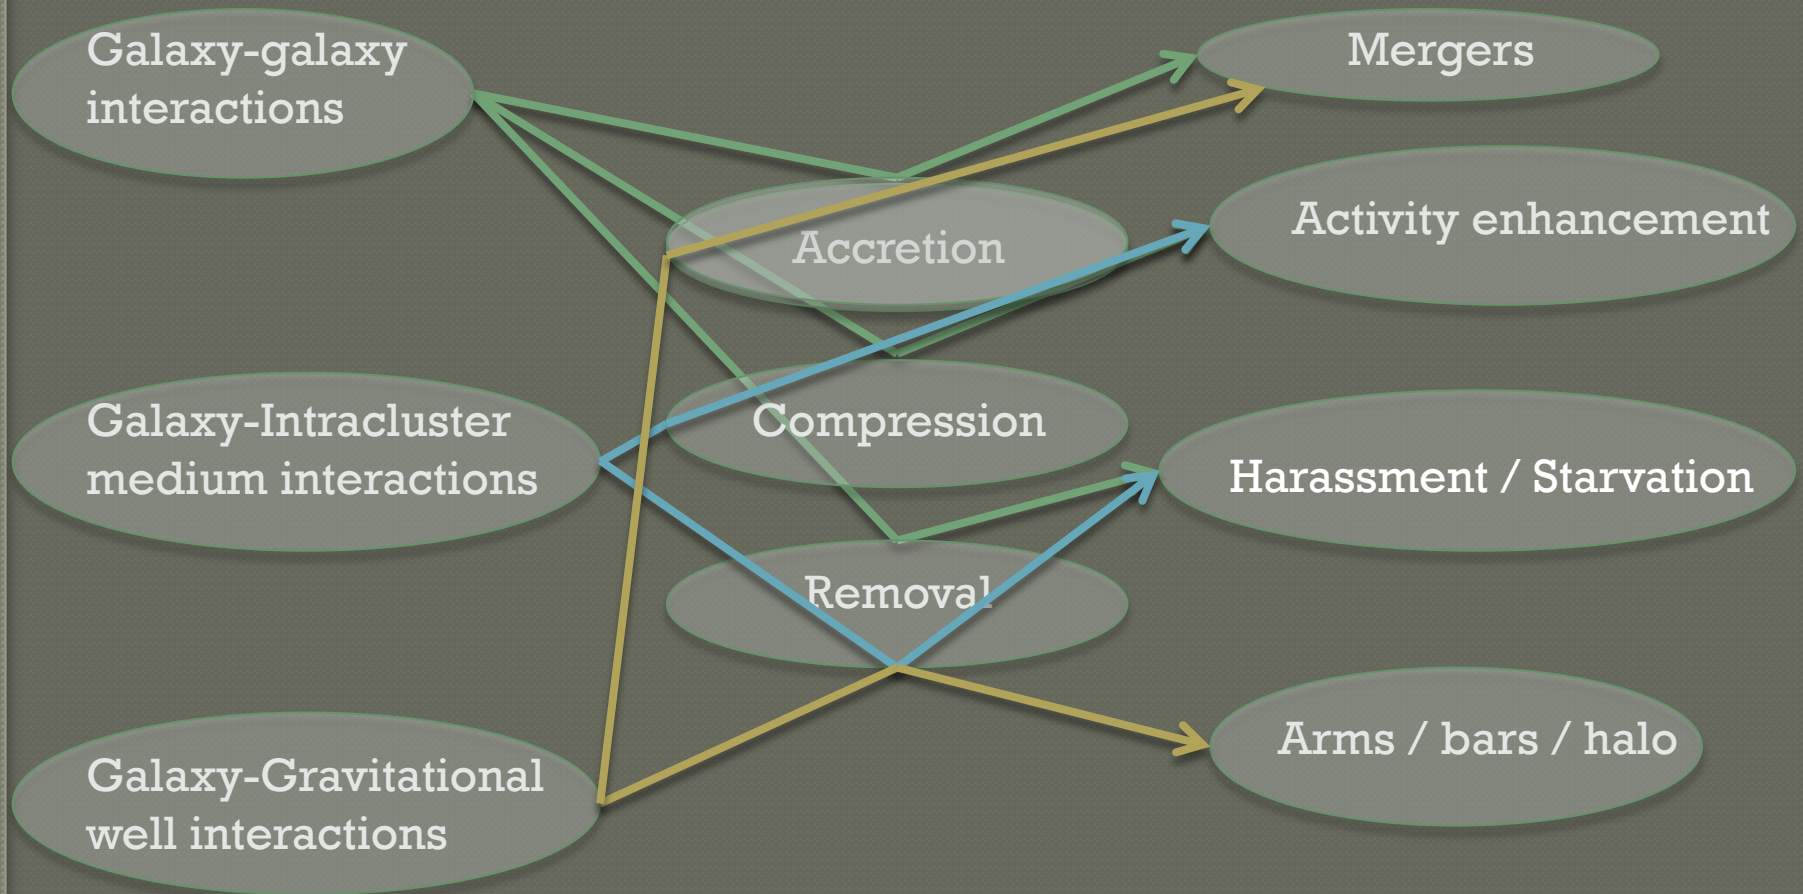 Galaxy-galaxy
interactions
Mergers
Accretion
Activity enhancement
Galaxy-Intracluster
medium interactions
Compression
Harassment / Starvation
Removal
Galaxy-Gravitational
well interactions
Arms / bars / halo